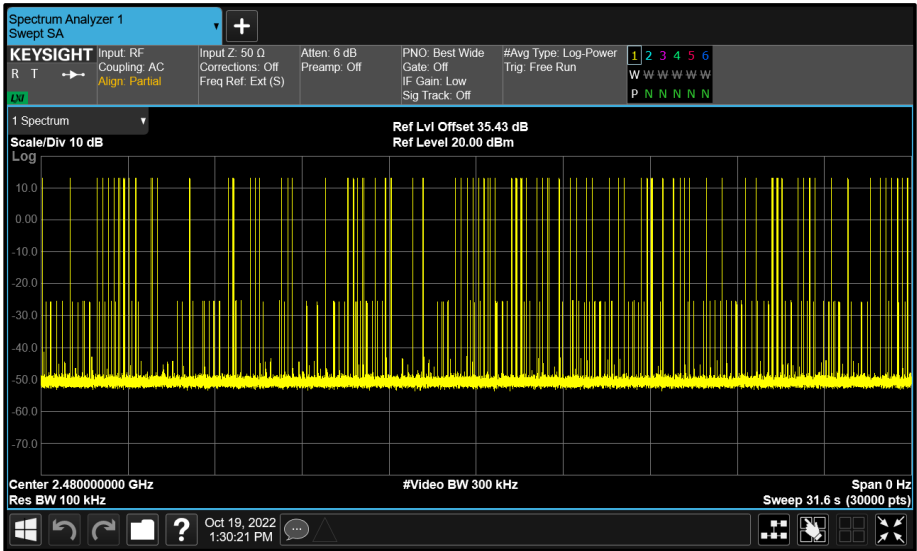 Spectrum Analyzer 1
Swept SA
+
KEYSIGHT
R T
LXI
Input: RF
Coupling: AC
Align: Partial
Input Z: 50 Ω
Corrections: Off
Freq Ref: Ext (S)
Atten: 6 dB
Preamp: Off
PNO: Best Wide
Gate: Off
IF Gain: Low
Sig Track: Off
#Avg Type: Log-Power
Trig: Free Run
1 2 3 4 5 6
W W W W W W
P N N N N N
1 Spectrum
Scale/Div 10 dB
Ref Lvl Offset 35.43 dB
Ref Level 20.00 dBm
Log
10.0
0.00
-10.0
-20.0
-30.0
-40.0
-50.0
-60.0
-70.0
Center 2.480000000 GHz
#Video BW 300 kHz
Span 0 Hz
Res BW 100 kHz
Sweep 31.6 s (30000 pts)
?
Oct 19, 2022
1:30:21 PM